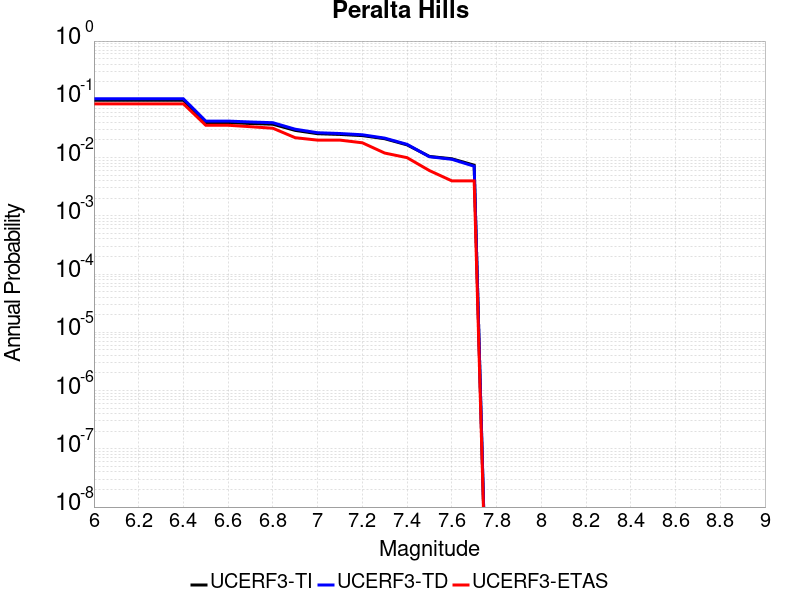 Peralta Hills
10^0
10^-1
10^-2
10^-3
10^-4
10^-5
10^-6
10^-7
10^-8
Annual Probability
6 6.2 6.4 6.6 6.8 7 7.2 7.4 7.6 7.8 8 8.2 8.4 8.6 8.8 9
Magnitude
UCERF3-TI UCERF3-TD UCERF3-ETAS